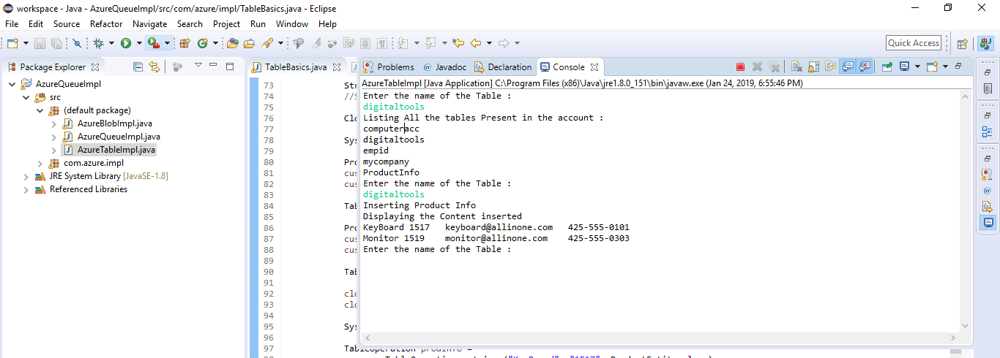 workspace - Java - AzureQueueImpl/src/com/azure/impl/TableBasics.java - Eclipse
File Edit Source Refactor Navigate Search Project Run Window Help
Quick Access
Package Explorer
TableBasics.java
Problems @ Javadoc Declaration Console
AzureQueueImpl
src
(default package)
AzureBlobImpl.java
AzureQueueImpl.java
AzureTableImpl.java
com.azure.impl
JRE System Library [JavaSE-1.8]
Referenced Libraries
73 Str
74 //S
75
76 Clo
77
78 Sys
79
80 Pro
81 cus
82 cus
83
84 Tab
85
86 Pro
87 cus
88 cus
89
90 Tab
91
92 clo
93 clo
94
95 Sys
96
97
AzureTableImpl [Java Application] C:\Program Files (x86)\Java\jre1.8.0_151\bin\javaw.exe (Jan 24, 2019, 6:55:46 PM)
Enter the name of the Table :
digitaltools
Listing All the tables Present in the account :
computeracc
digitaltools
empid
mycompany
ProductInfo
Enter the name of the Table :
digitaltools
Inserting Product Info
Displaying the Content inserted
KeyBoard 1517 keyboard@allinone.com 425-555-0101
Monitor 1519 monitor@allinone.com 425-555-0303
Enter the name of the Table :